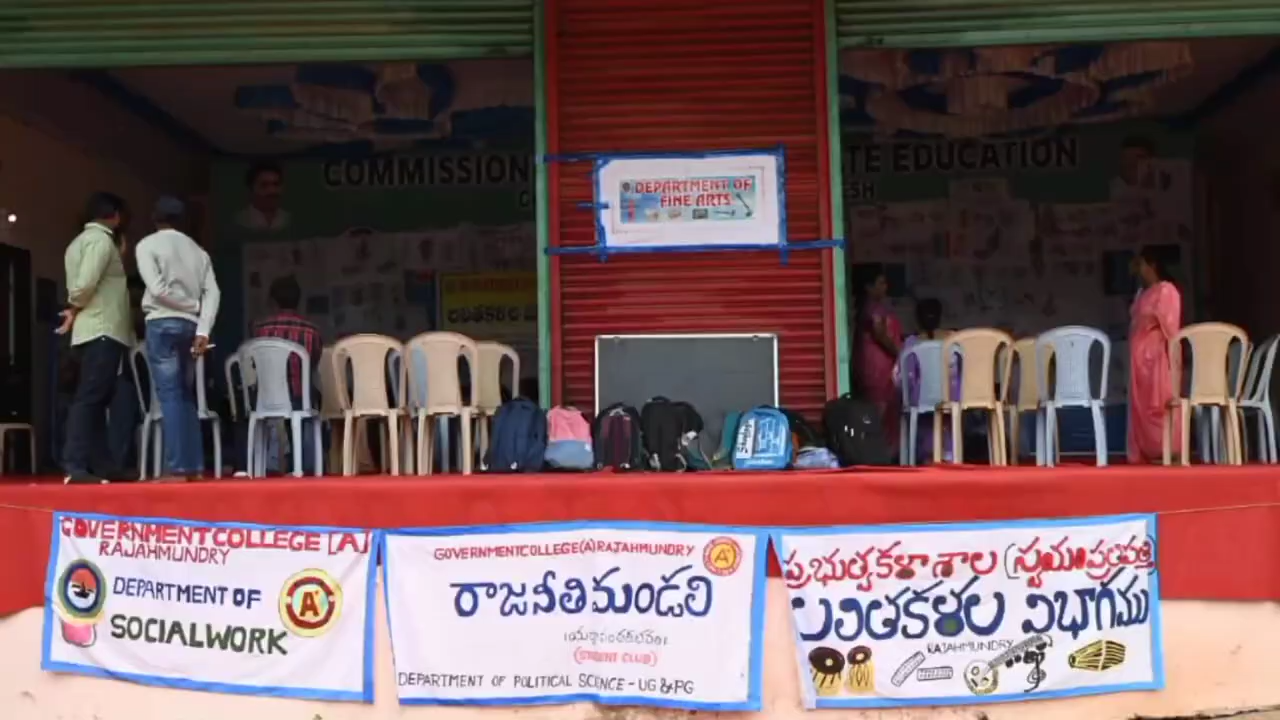 COMMISSION
TE EDUCATION
ESH
DEPARTMENT OF
FINE ARTS
GOVERNMENT COLLEGE [A]
RAJAHMUNDRY
DEPARTMENT OF
SOCIALWORK
A+
GOVERNMENT COLLEGE (A) RAJAHMUNDRY
రాజనీతి మండలి
(STUDENT CLUB)
DEPARTMENT OF POLITICAL SCIENCE - UG & PG
ప్రభుత్వ కళాశాల (స్వయంప్రతిపత్తి)
లలితకళల విభాగము
RAJAHMUNDRY